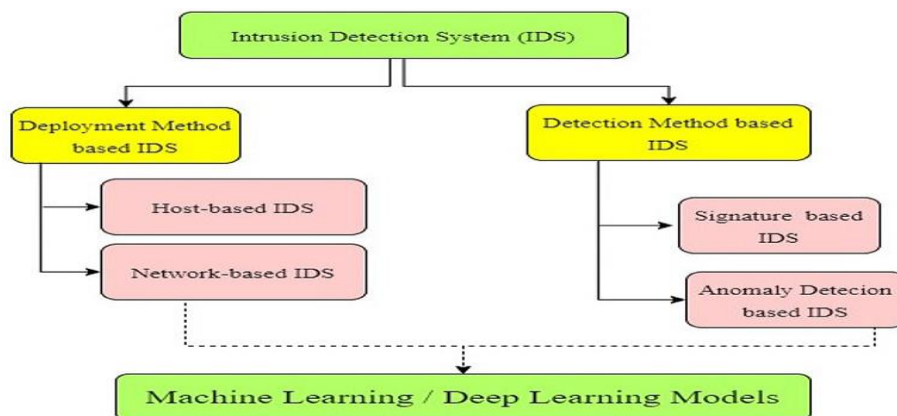 Intrusion Detection System (IDS)
Deployment Method
based IDS
Detection Method based
IDS
Host-based IDS
Network-based IDS
Signature based
IDS
Anomaly Detecion
based IDS
Machine Learning / Deep Learning Models